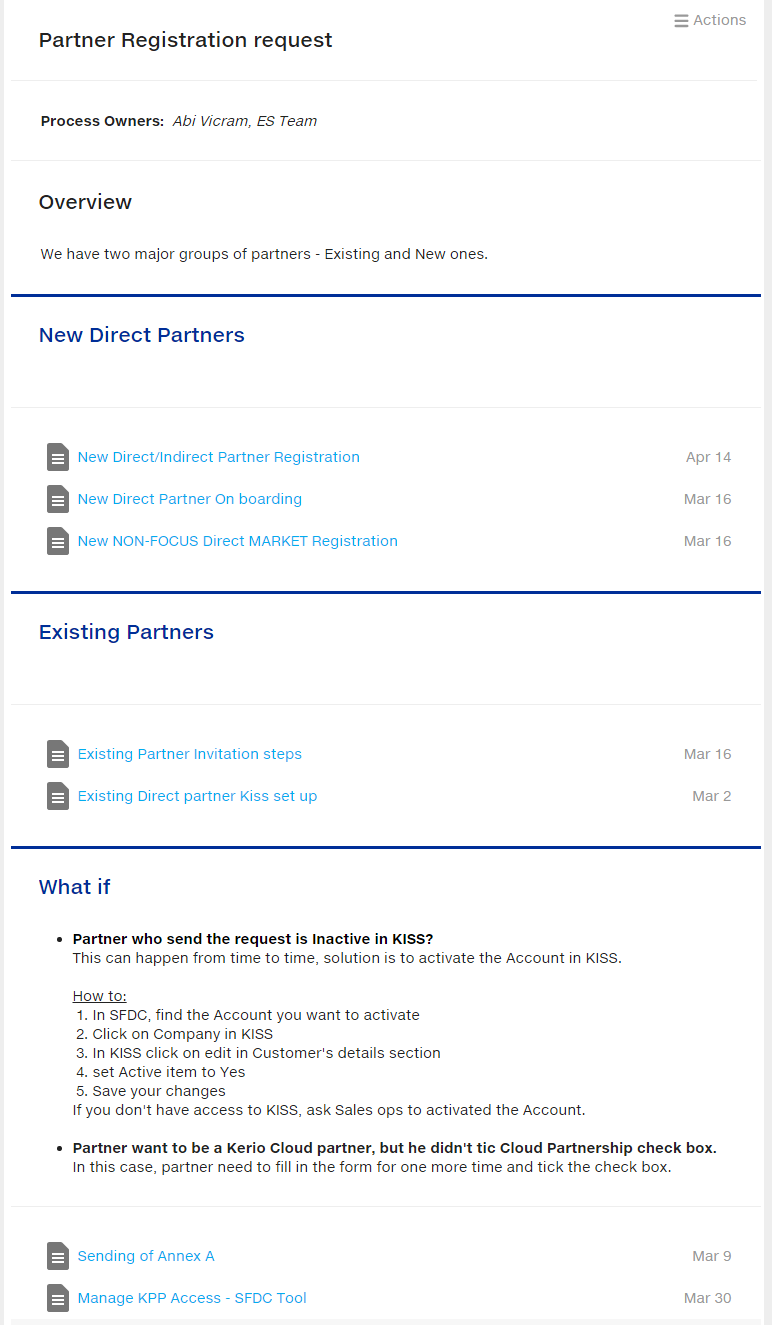 Actions
Partner Registration request
Process Owners: Abi Vicram, ES Team
Overview
We have two major groups of partners - Existing and New ones.
New Direct Partners
New Direct/Indirect Partner Registration Apr 14
New Direct Partner On boarding Mar 16
New NON-FOCUS Direct MARKET Registration Mar 16
Existing Partners
Existing Partner Invitation steps Mar 16
Existing Direct partner Kiss set up Mar 2
What if
• Partner who send the request is Inactive in KISS?
This can happen from time to time, solution is to activate the Account in KISS.
How to:
1. In SFDC, find the Account you want to activate
2. Click on Company in KISS
3. In KISS click on edit in Customer's details section
4. set Active item to Yes
5. Save your changes
If you don't have access to KISS, ask Sales ops to activated the Account.
• Partner want to be a Kerio Cloud partner, but he didn't tic Cloud Partnership check box.
In this case, partner need to fill in the form for one more time and tick the check box.
Sending of Annex A Mar 9
Manage KPP Access - SFDC Tool Mar 30